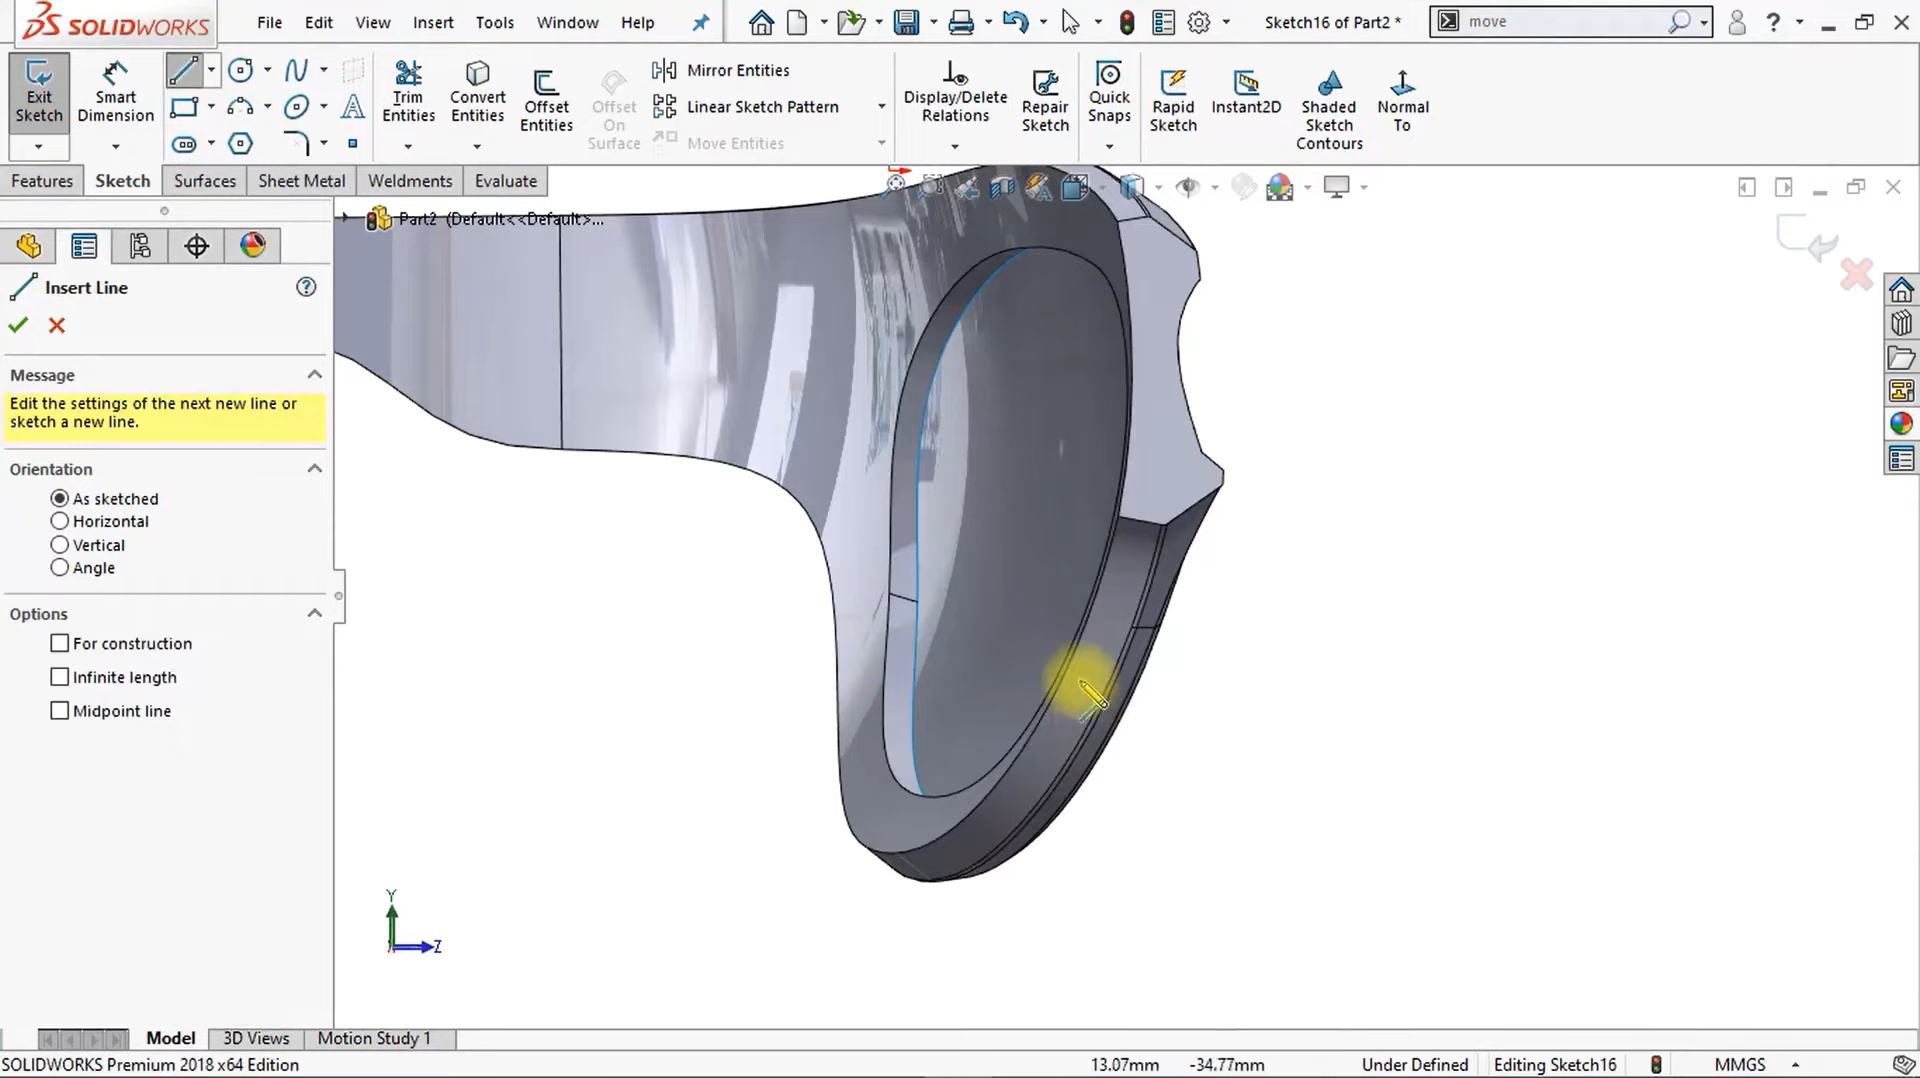 SOLIDWORKS
File
Edit
View
Insert
Tools
Window
Help
Sketch16 of Part2 *
move
Exit
Sketch
Smart
Dimension
Trim
Entities
Convert
Entities
Offset
Entities
Offset
On
Surface
Mirror Entities
Linear Sketch Pattern
Move Entities
Display/Delete
Relations
Repair
Sketch
Quick
Snaps
Rapid
Sketch
Instant2D
Shaded
Sketch
Contours
Normal
To
Features
Sketch
Surfaces
Sheet Metal
Weldments
Evaluate
Part2 (Default<<Default>...
Insert Line
Message
Edit the settings of the next new line or
sketch a new line.
Orientation
As sketched
Horizontal
Vertical
Angle
Options
For construction
Infinite length
Midpoint line
Y
Z
Model
3D Views
Motion Study 1
SOLIDWORKS Premium 2018 x64 Edition
13.07mm
-34.77mm
Under Defined
Editing Sketch16
MMGS